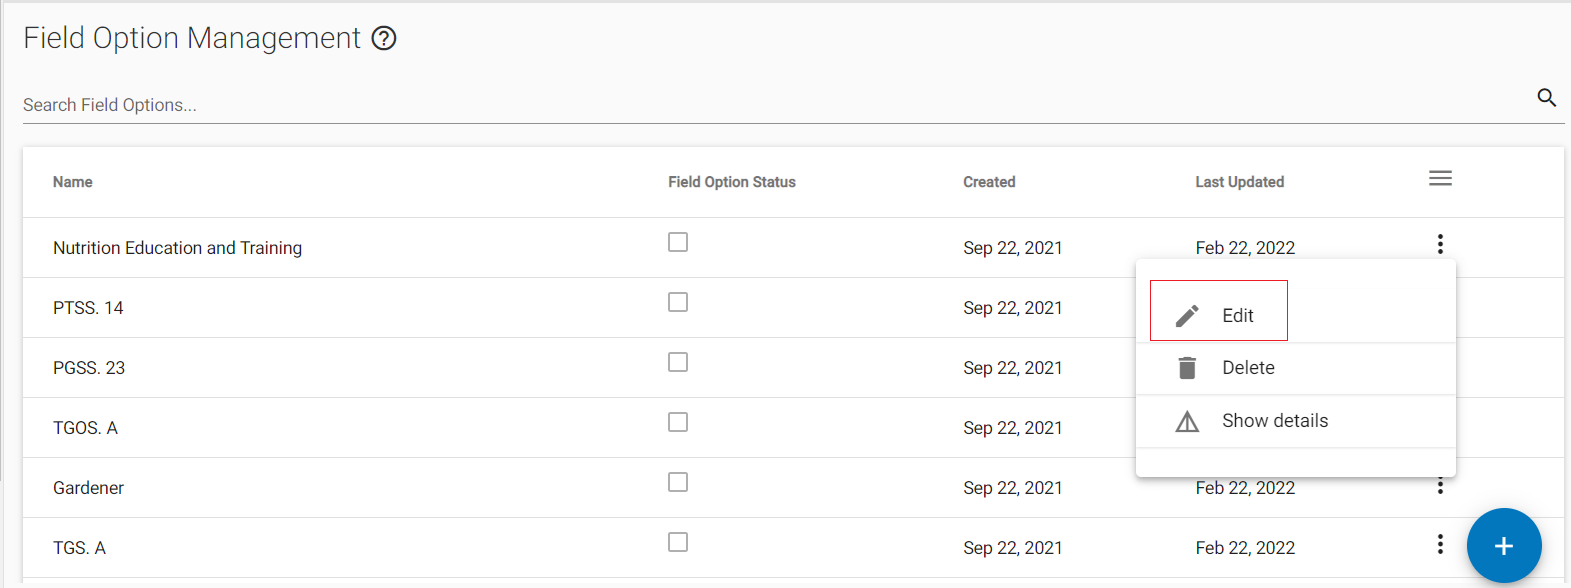 Field Option Management
Search Field Options...
Name Field Option Status Created Last Updated
Nutrition Education and Training Sep 22, 2021 Feb 22, 2022
PTSS. 14 Sep 22, 2021
Edit
PGSS. 23 Sep 22, 2021
Delete
TGOS. A Sep 22, 2021
Show details
Gardener Sep 22, 2021 Feb 22, 2022
TGS. A Sep 22, 2021 Feb 22, 2022